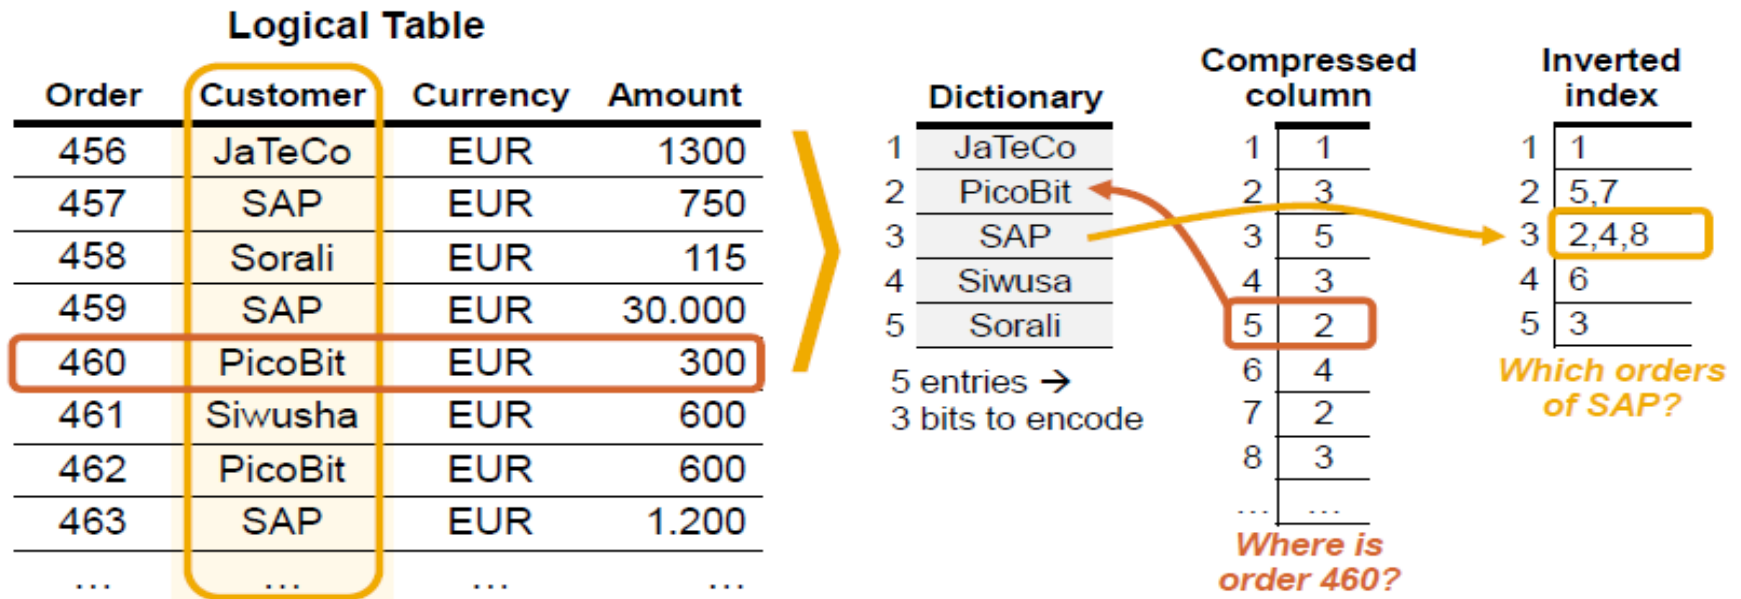 Logical Table
Order Customer Currency Amount
456 JaTeCo EUR 1300
457 SAP EUR 750
458 Sorali EUR 115
459 SAP EUR 30.000
460 PicoBit EUR 300
461 Siwusha EUR 600
462 PicoBit EUR 600
463 SAP EUR 1.200
... ... ... ...
Dictionary
1 JaTeCo
2 PicoBit
3 SAP
4 Siwusa
5 Sorali
5 entries →
3 bits to encode
Compressed
column
1 1
2 3
3 5
4 3
5 2
6 4
7 2
8 3
... ...
Where is
order 460?
Inverted
index
1 1
2 5,7
3 2,4,8
4 6
5 3
Which orders
of SAP?